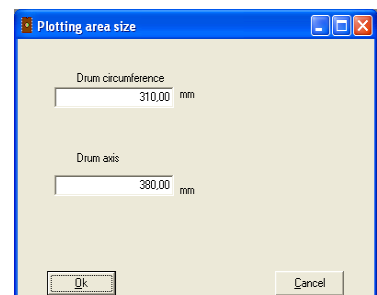 Plotting area size
Drum circumference
310,00 mm
Drum axis
380,00 mm
Ok Cancel